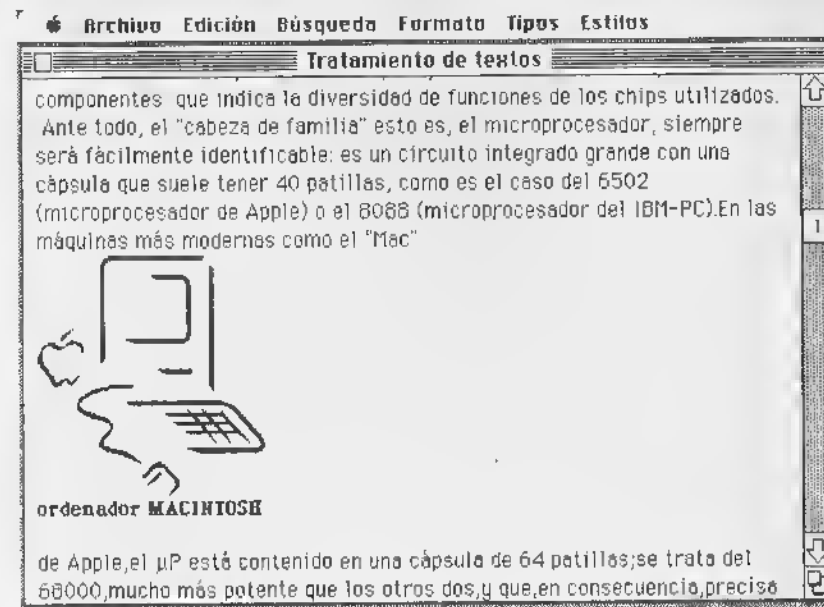 Archivo Edición Búsqueda Formato Tipos Estilos
Tratamiento de textos
componentes que indica la diversidad de funciones de los chips utilizados.
Ante todo, el "cabeza de familia" esto es, el microprocesador, siempre
será fácilmente identificable: es un círcuito integrado grande con una
cápsula que suele tener 40 patillas, como es el caso del 6502
(microprocesador de Apple) o el 8088 (microprocesador del IBM-PC).En las
máquinas más modernas como el "Mac"
1
ordenador MACINTOSH
de Apple,el µP está contenido en una cápsula de 64 patillas;se trata del
68000,mucho más potente que los otros dos,y que,en consecuencia,precisa